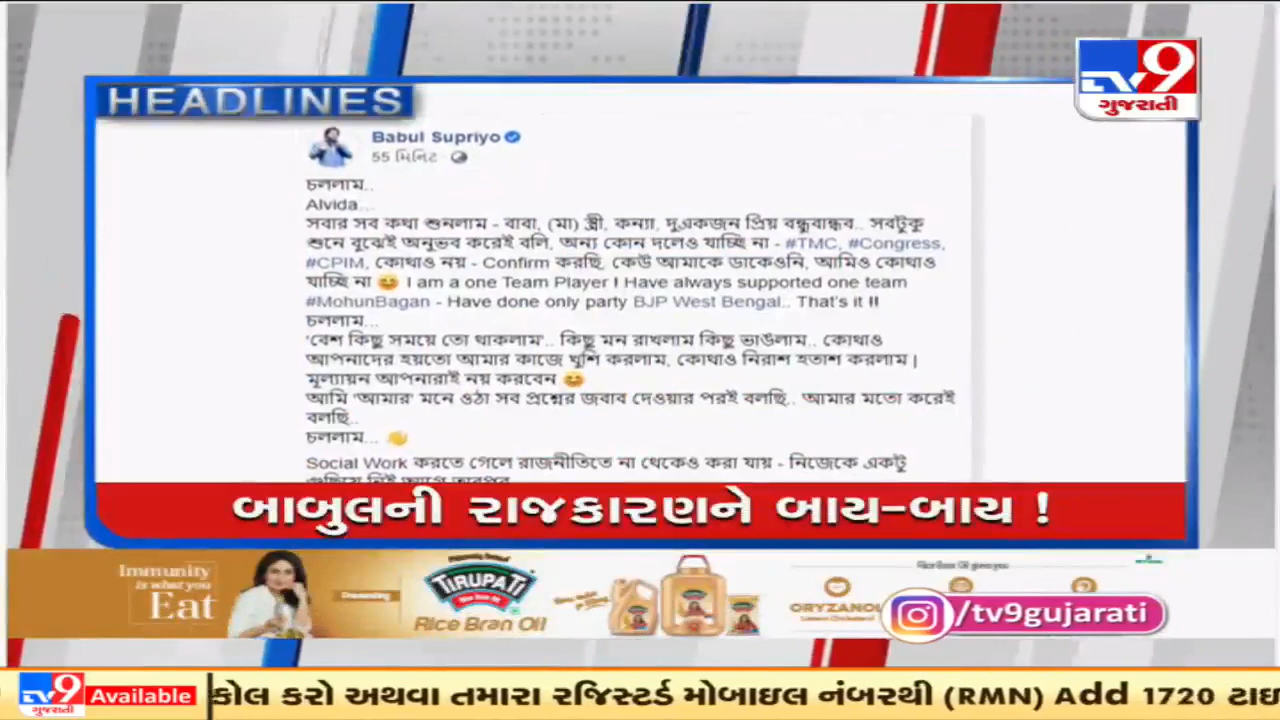 HEADLINES
TV9
ગુજરાતી
Babul Supriyo
55 મિનિટ
চললাম..
Alvida...
সবার সব কথা শুনলাম - বাবা, (মা) স্ত্রী, কন্যা, দুএকজন প্রিয় বন্ধুবান্ধব.. সবটুকু
শুনে বুঝেই অনুভব করেই বলি, অন্য কোন দলেও যাচ্ছি না - #TMC, #Congress,
#CPIM, কোথাও নয় - Confirm করছি, কেউ আমাকে ডাকেওনি, আমিও কোথাও
যাচ্ছি না 😊 I am a one Team Player ! Have always supported one team
#MohunBagan - Have done only party BJP West Bengal.. That's it !!
চললাম...
'বেশ কিছু সময়ে তো থাকলাম'.. কিছু মন রাখলাম কিছু ভাঙলাম.. কোথাও
আপনাদের হয়তো আমার কাজে খুশি করলাম, কোথাও নিরাশ হতাশ করলাম |
মূল্যায়ন আপনারাই নয় করবেন 😊
আমি 'আমার' মনে ওঠা সব প্রশ্নের জবাব দেওয়ার পরই বলছি.. আমার মতো করেই
বলছি..
চললাম... 👋
Social Work করতে গেলে রাজনীতিতে না থেকেও করা যায় - নিজেকে একটু
গুছিয়ে নিই আগে তারপর
બાબુલની રાજકારણને બાય-બાય !
Immunity
is what you
Eat
TIRUPATI
Rice Bran Oil
ORYZANOL
/tv9gujarati
TV9
ગુજરાતી
Available
કોલ કરો અથવા તમારા રજિસ્ટર્ડ મોબાઇલ નંબરથી (RMN) Add 1720 ટાઇ